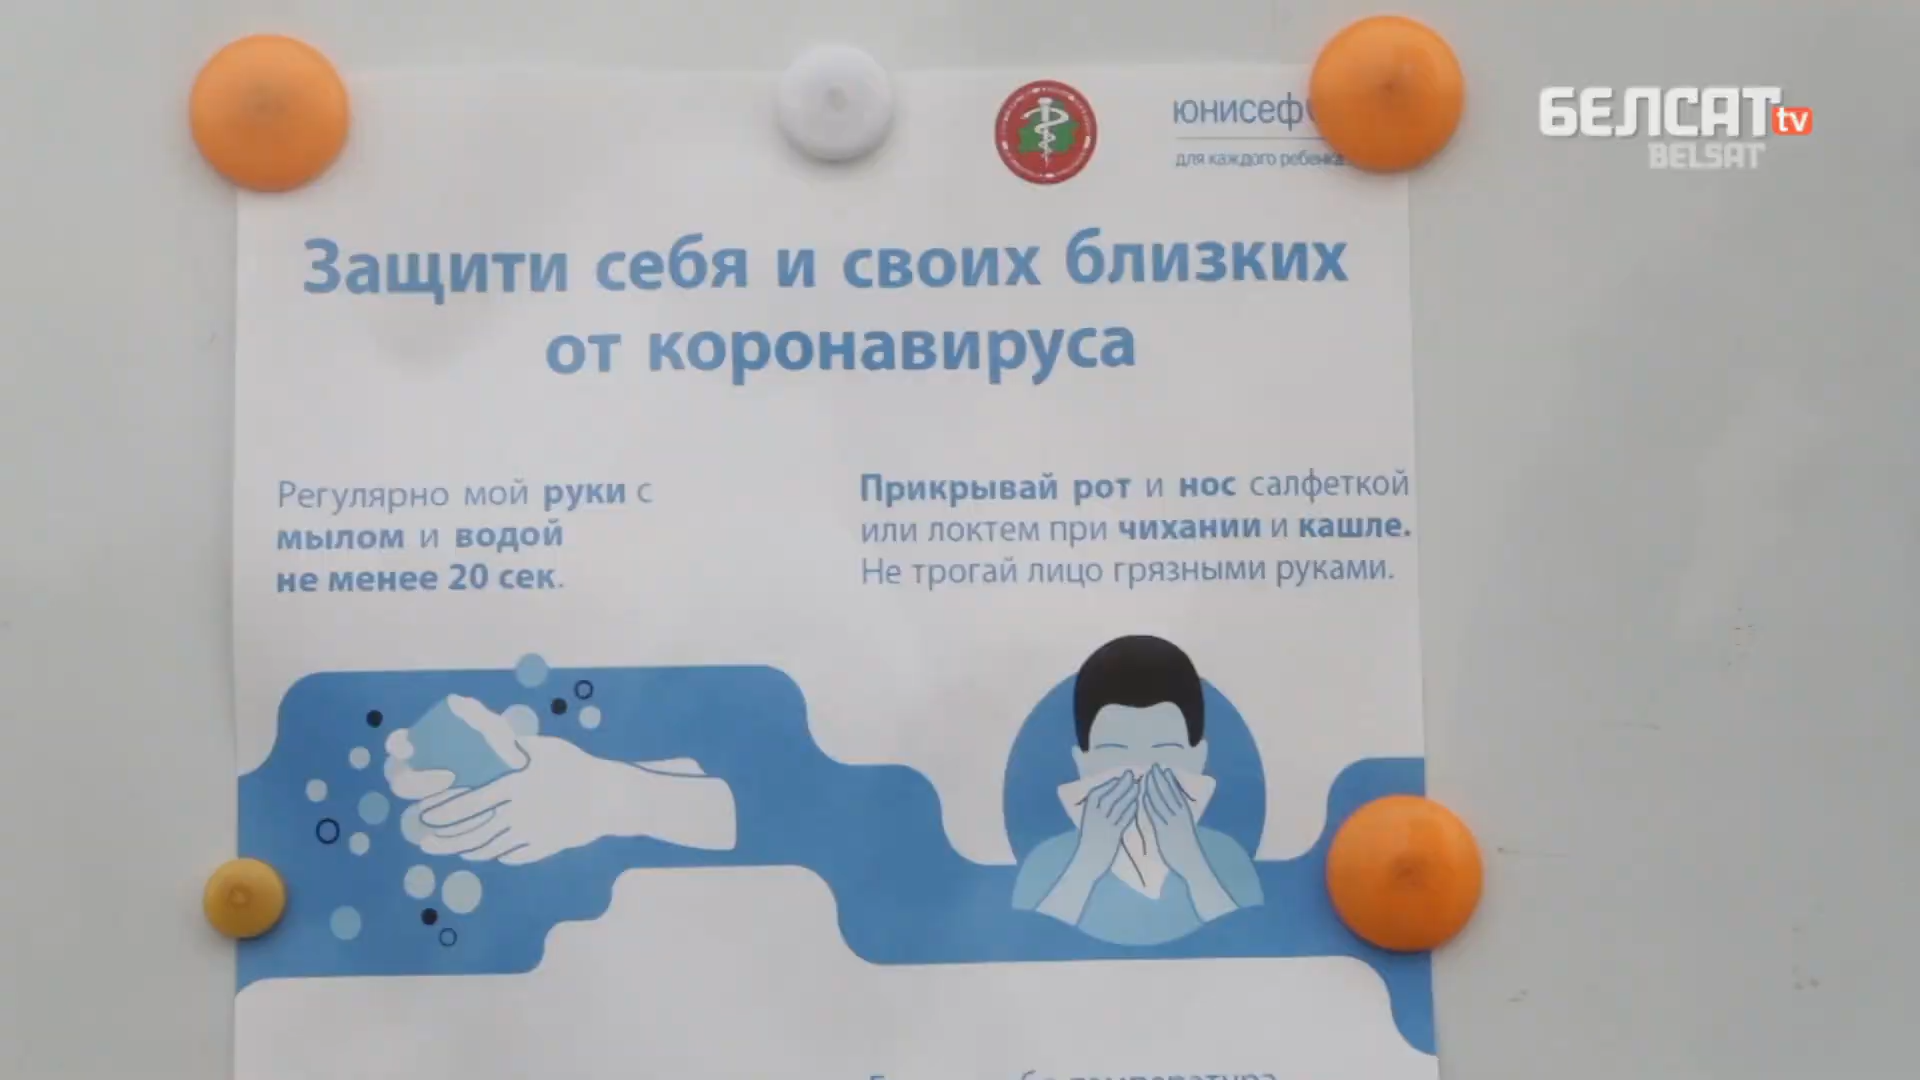 юнисеф
для каждого ребенка
БЕЛСАТ tv
BELSAT
Защити себя и своих близких
от коронавируса
Регулярно мой руки с
мылом и водой
не менее 20 сек.
Прикрывай рот и нос салфеткой
или локтем при чихании и кашле.
Не трогай лицо грязными руками.